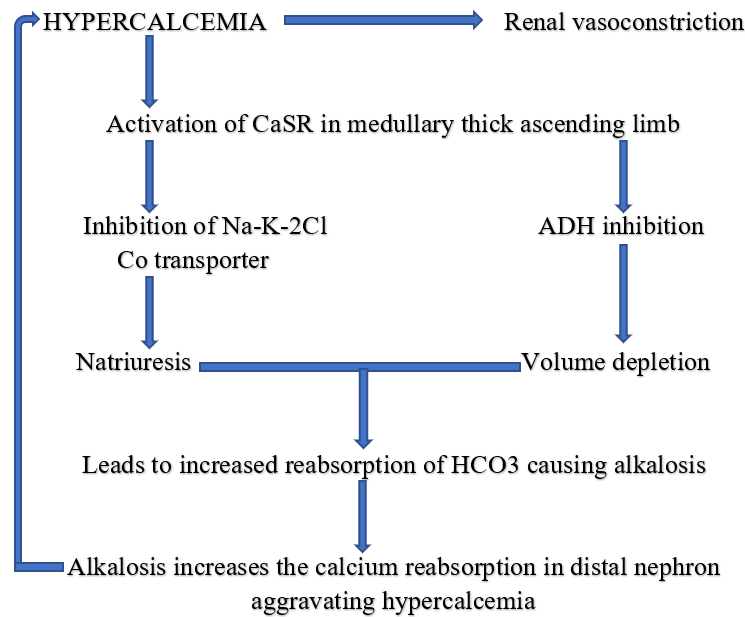 HYPERCALCEMIA
Renal vasoconstriction
Activation of CaSR in medullary thick ascending limb
Inhibition of Na-K-2Cl
Co transporter
ADH inhibition
Natriuresis
Volume depletion
Leads to increased reabsorption of HCO3 causing alkalosis
Alkalosis increases the calcium reabsorption in distal nephron
aggravating hypercalcemia